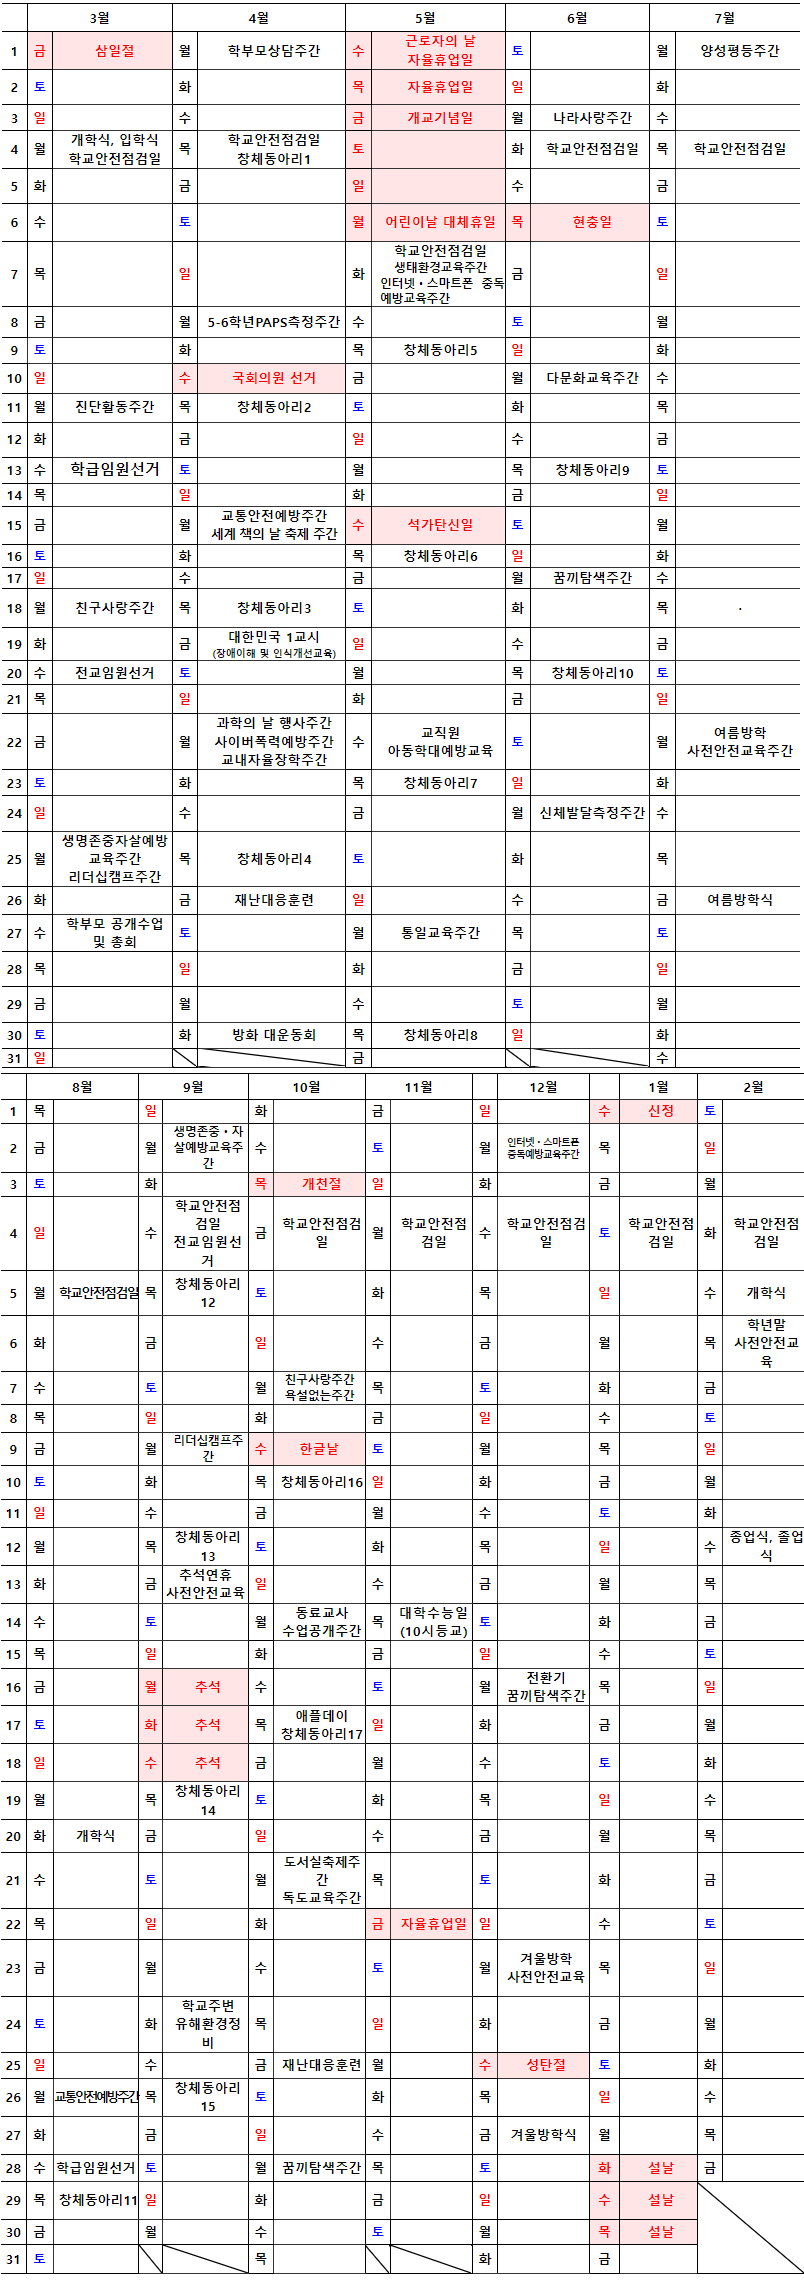 3월 4월 5월 6월 7월
1 금 삼일절 월 학부모상담주간 수 근로자의 날 토 월 양성평등주간
자율휴업일
2 토 화 목 자율휴업일 일 화
3 일 수 금 개교기념일 월 나라사랑주간 수
4 월 개학식, 입학식 목 학교안전점검일 토 화 학교안전점검일 목 학교안전점검일
학교안전점검일 창체동아리1
5 화 금 일 수 금
6 수 토 월 어린이날 대체휴일 목 현충일 토
7 목 일 화 학교안전점검일 금 일
생태환경교육주간
인터넷・스마트폰 중독
예방교육주간
8 금 월 5-6학년PAPS측정주간 수 토 월
9 토 화 목 창체동아리5 일 화
10 일 수 국회의원 선거 금 월 다문화교육주간 수
11 월 진단활동주간 목 창체동아리2 토 화 목
12 화 금 일 수 금
13 수 학급임원선거 토 월 목 창체동아리9 토
14 목 일 화 금 일
15 금 월 교통안전예방주간 수 석가탄신일 토 월
세계 책의 날 축제 주간
16 토 화 목 창체동아리6 일 화
17 일 수 금 월 꿈끼탐색주간 수
18 월 친구사랑주간 목 창체동아리3 토 화 목 .
19 화 금 대한민국 1교시 일 수 금
(장애이해 및 인식개선교육)
20 수 전교임원선거 토 월 목 창체동아리10 토
21 목 일 화 금 일
22 금 월 과학의 날 행사주간 수 교직원 토 월 여름방학
사이버폭력예방주간 아동학대예방교육 사전안전교육주간
교내자율장학주간
23 토 화 목 창체동아리7 일 화
24 일 수 금 월 신체발달측정주간 수
25 월 생명존중자살예방 목 창체동아리4 토 화 목
교육주간
리더십캠프주간
26 화 금 재난대응훈련 일 수 금 여름방학식
27 수 학부모 공개수업 토 월 통일교육주간 목 토
및 총회
28 목 일 화 금 일
29 금 월 수 토 월
30 토 화 방화 대운동회 목 창체동아리8 일 화
31 일 금 수
8월 9월 10월 11월 12월 1월 2월
1 목 일 화 금 일 수 신정 토
2 금 월 생명존중・자 수 토 월 인터넷・스마트폰 목 일
살예방교육주 중독예방교육주간
간
3 토 화 목 개천절 일 화 금 월
4 일 수 학교안전점 금 학교안전점검 월 학교안전점 수 학교안전점검 토 학교안전점 화 학교안전점
검일 일 검일 일 검일 검일
전교임원선
거
5 월 학교안전점검일 목 창체동아리 토 화 목 일 수 개학식
12
6 화 금 일 수 금 월 목 학년말
사전안전교
육
7 수 토 월 친구사랑주간 목 토 화 금
욕설없는주간
8 목 일 화 금 일 수 토
9 금 월 리더십캠프주 수 한글날 토 월 목 일
간
10 토 화 목 창체동아리16 일 화 금 월
11 일 수 금 월 수 토 화
12 월 목 창체동아리 토 화 목 일 수 종업식, 졸업
13 식
13 화 금 추석연휴 일 수 금 월 목
사전안전교육
14 수 토 월 동료교사 목 대학수능일 토 화 금
수업공개주간 (10시등교)
15 목 일 화 금 일 수 토
16 금 월 추석 수 토 월 전환기 목 일
꿈끼탐색주간
17 토 화 추석 목 애플데이 일 화 금 월
창체동아리17
18 일 수 추석 금 월 수 토 화
19 월 목 창체동아리 토 화 목 일 수
14
20 화 개학식 금 일 수 금 월 목
21 수 토 월 도서실축제주 목 토 화 금
간
독도교육주간
22 목 일 화 금 자율휴업일 일 수 토
23 금 월 수 토 월 겨울방학 목 일
사전안전교육
24 토 화 학교주변 목 일 화 금 월
유해환경정
비
25 일 수 금 재난대응훈련 월 수 성탄절 토 화
26 월 교통안전예방주간 목 창체동아리 토 화 목 일 수
15
27 화 금 일 수 금 겨울방학식 월 목
28 수 학급임원선거 토 월 꿈끼탐색주간 목 토 화 설날 금
29 목 창체동아리11 일 화 금 일 수 설날
30 금 월 수 토 월 목 설날
31 토 목 화 금